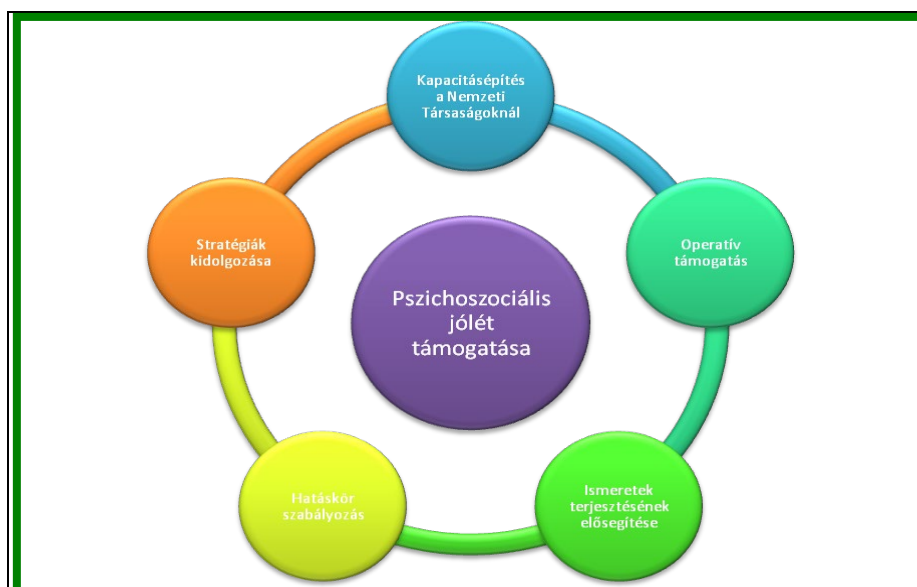 Kapacitásépítés
a Nemzeti
Társaságoknál
Operatív
támogatás
Ismeretek
terjesztésének
elősegítése
Hatáskör
szabályozás
Stratégiák
kidolgozása
Pszichoszociális
jólét
támogatása